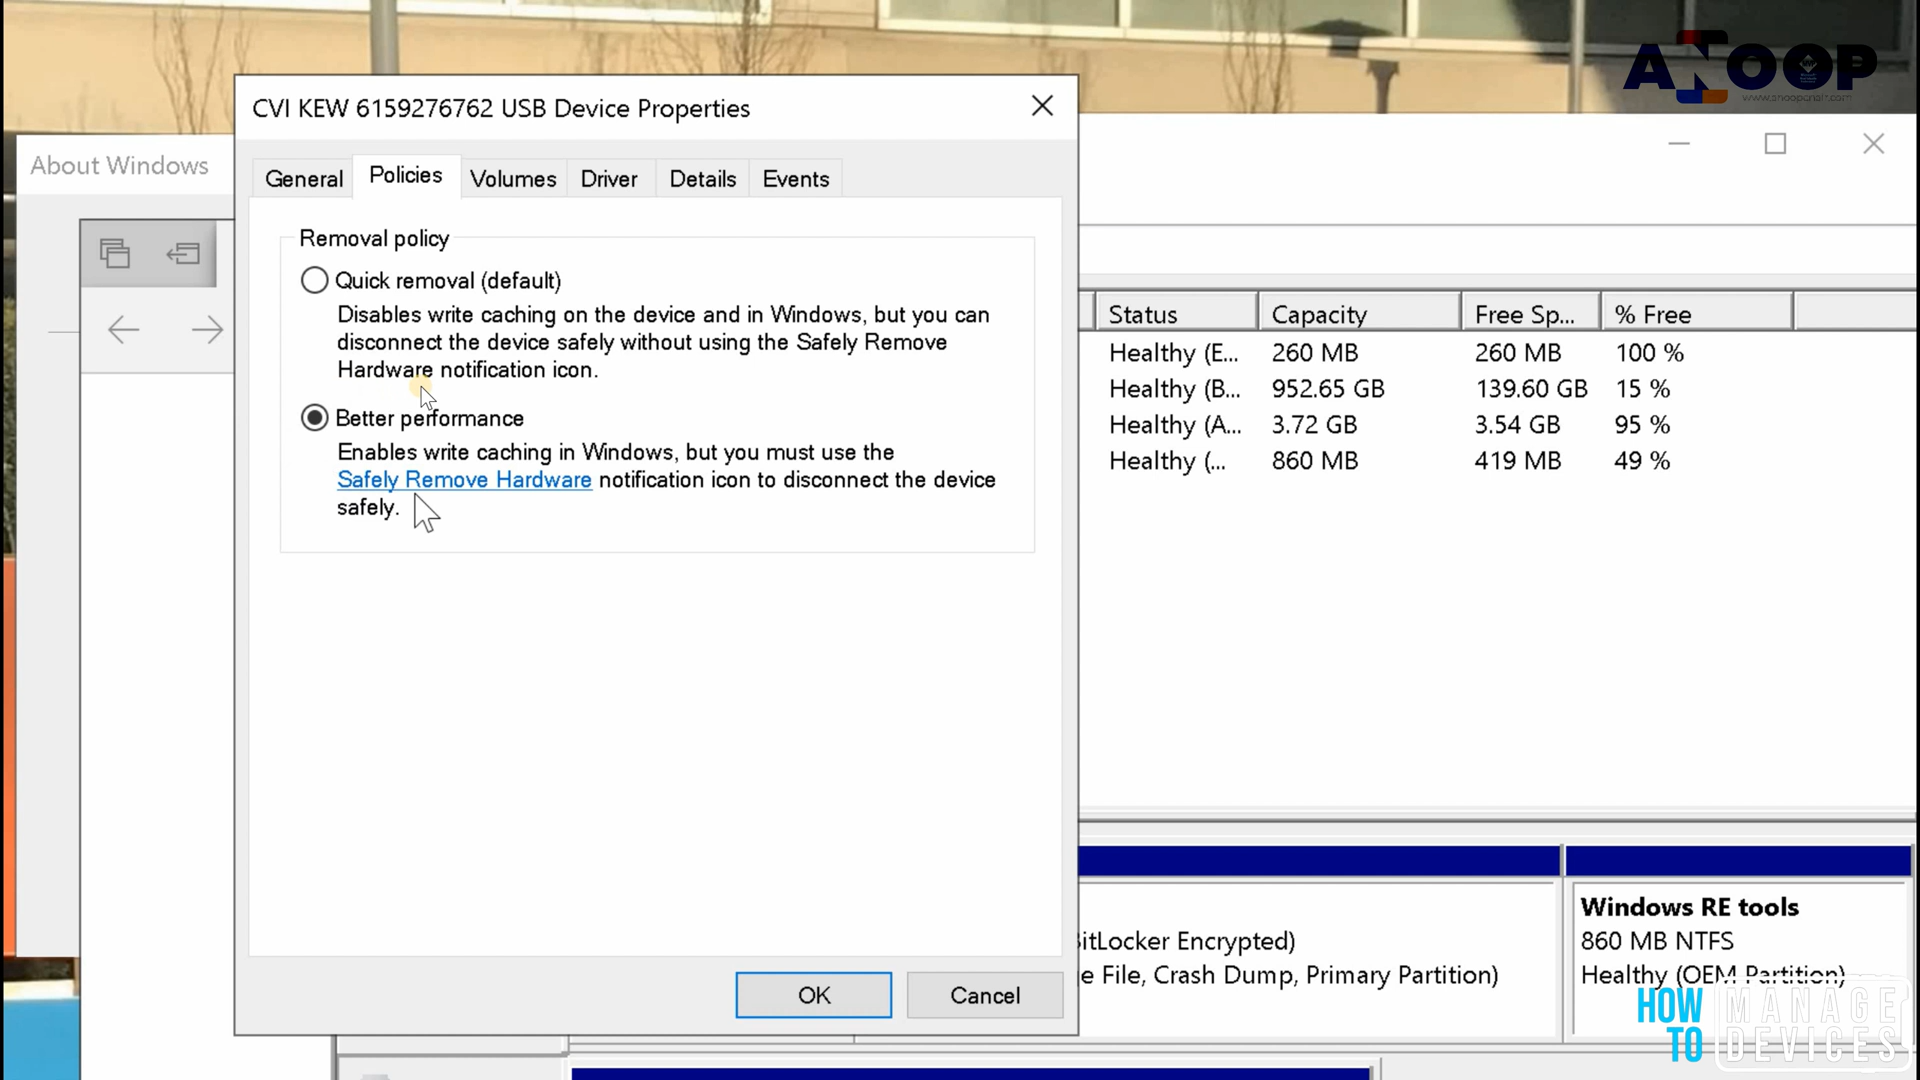 ANOOP
CVI KEW 6159276762 USB Device Properties
About Windows
General
Policies
Volumes
Driver
Details
Events
Removal policy
Quick removal (default)
Disables write caching on the device and in Windows, but you can
disconnect the device safely without using the Safely Remove
Hardware notification icon.
Better performance
Enables write caching in Windows, but you must use the
Safely Remove Hardware notification icon to disconnect the device
safely.
OK
Cancel
Status Capacity Free Sp... % Free
Healthy (E... 260 MB 260 MB 100 %
Healthy (B... 952.65 GB 139.60 GB 15 %
Healthy (A... 3.72 GB 3.54 GB 95 %
Healthy (... 860 MB 419 MB 49 %
itLocker Encrypted)
e File, Crash Dump, Primary Partition)
Windows RE tools
860 MB NTFS
Healthy (OEM Partition)
HOW TO
MANAGE
DEVICES